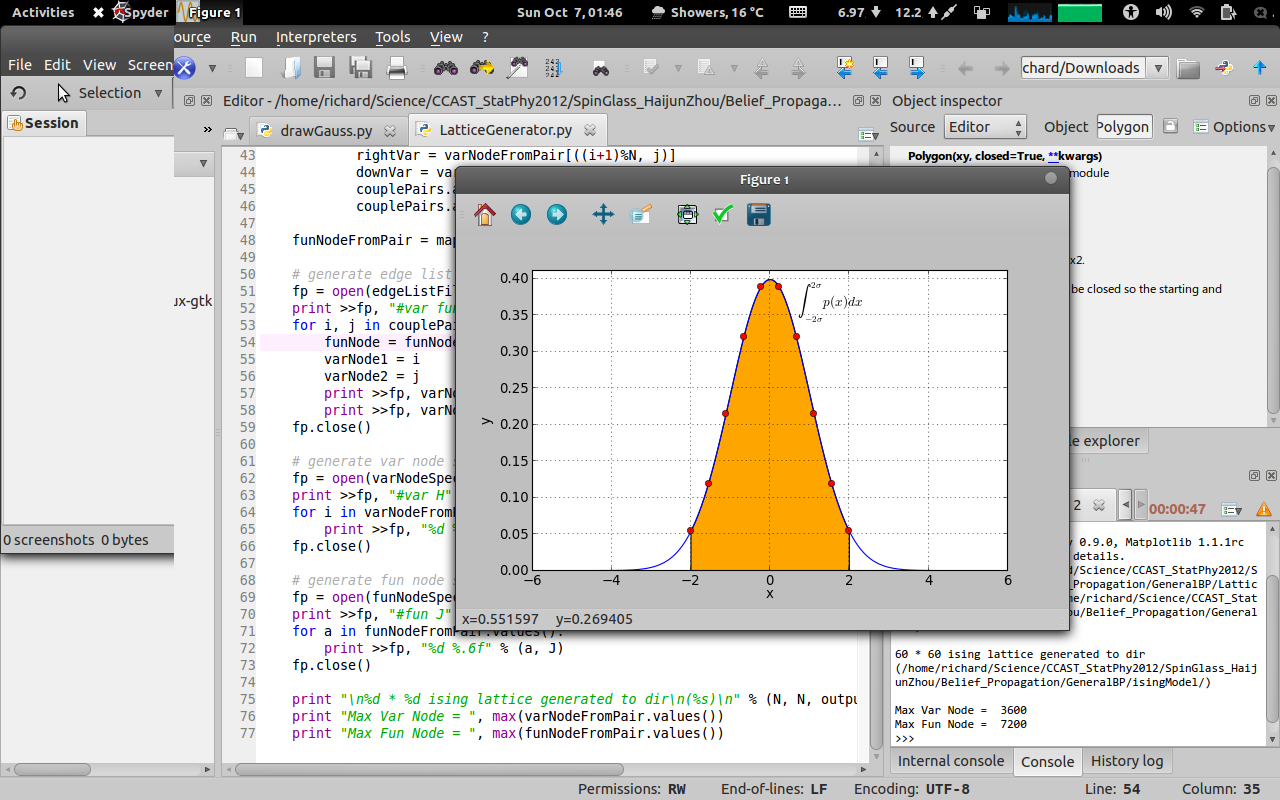 Activities Spyder Figure 1 Sun Oct 7, 01:46 Showers, 16 °C 6.97 12.2
ource Run Interpreters Tools View ?
File Edit View Screen
Selection
Session
ux-gtk
0 screenshots 0 bytes
chard/Downloads
Editor - /home/richard/Science/CCAST_StatPhy2012/SpinGlass_HaijunZhou/Belief_Propaga...
drawGauss.py LatticeGenerator.py
43 rightVar = varNodeFromPair[((i+1)%N, j)]
44 downVar = va
45 couplePairs.a
46 couplePairs.a
47
48 funNodeFromPair = map
49
50 # generate edge list
51 fp = open(edgeListFil
52 print >>fp, "#var fun
53 for i, j in couplePai
54 funNode = funNode
55 varNode1 = i
56 varNode2 = j
57 print >>fp, varNo
58 print >>fp, varNo
59 fp.close()
60
61 # generate var node s
62 fp = open(varNodeSpec
63 print >>fp, "#var H"
64 for i in varNodeFromP
65 print >>fp, "%d %
66 fp.close()
67
68 # generate fun node s
69 fp = open(funNodeSpec
70 print >>fp, "#fun J"
71 for a in funNodeFromPair.values():
72 print >>fp, "%d %.6f" % (a, J)
73 fp.close()
74
75 print "\n%d * %d ising lattice generated to dir\n(%s)\n" % (N, N, outpu
76 print "Max Var Node = ", max(varNodeFromPair.values())
77 print "Max Fun Node = ", max(funNodeFromPair.values())
Figure 1
0.40
0.35
0.30
0.25
0.20
0.15
0.10
0.05
0.00
y
−6 −4 −2 0 2 4 6
x
∫ 2σ −2σ p(x)dx
x=0.551597 y=0.269405
Object inspector
Source Editor Object Polygon Options
Polygon(xy, closed=True, **kwargs)
module
x2.
be closed so the starting and
e explorer
2 00:00:47
y 0.9.0, Matplotlib 1.1.1rc
details.
d/Science/CCAST_StatPhy2012/S
Propagation/GeneralBP/Lattic
me/richard/Science/CCAST_Stat
ou/Belief_Propagation/General
60 * 60 ising lattice generated to dir
(/home/richard/Science/CCAST_StatPhy2012/SpinGlass_Haij
unZhou/Belief_Propagation/GeneralBP/isingModel/)
Max Var Node = 3600
Max Fun Node = 7200
>>>
Internal console Console History log
Permissions: RW End-of-lines: LF Encoding: UTF-8 Line: 54 Column: 35